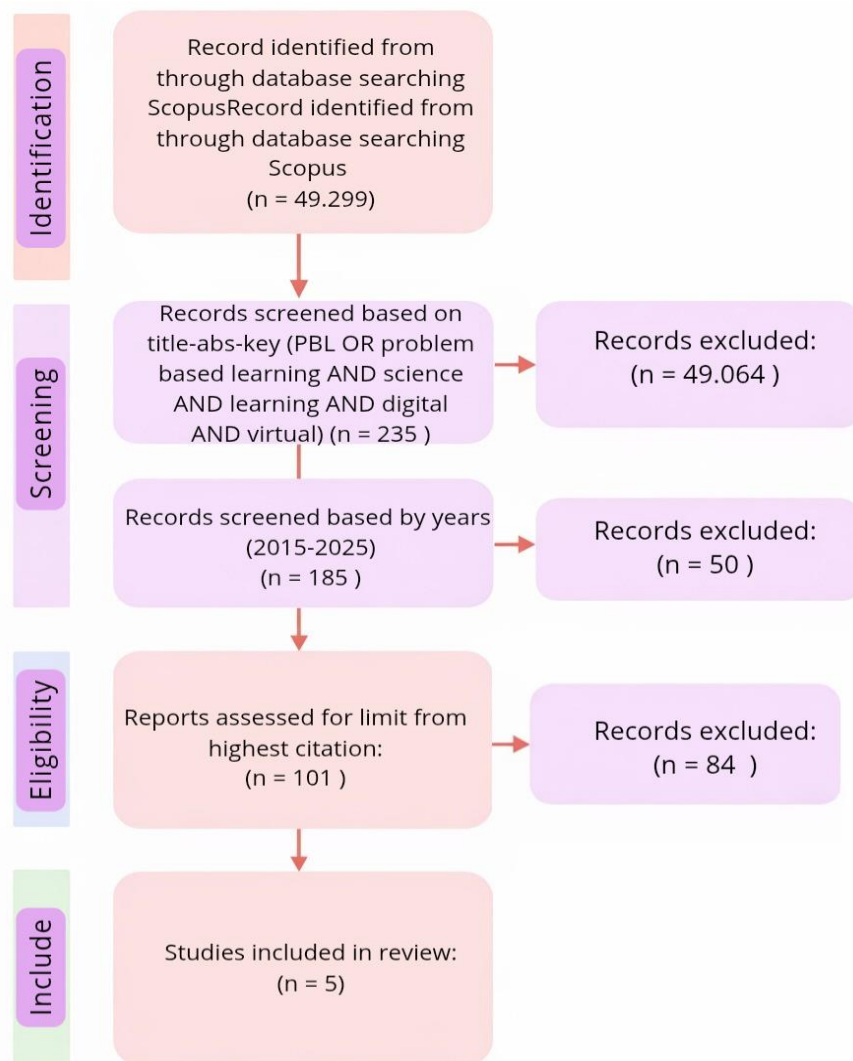 Identification
Record identified from
through database searching
ScopusRecord identified from
through database searching
Scopus
(n = 49.299)
Screening
Records screened based on
title-abs-key (PBL OR problem
based learning AND science
AND learning AND digital
AND virtual) (n = 235 )
Records excluded:
(n = 49.064 )
Records screened based by years
(2015-2025)
(n = 185 )
Records excluded:
(n = 50 )
Eligibility
Reports assessed for limit from
highest citation:
(n = 101 )
Records excluded:
(n = 84 )
Include
Studies included in review:
(n = 5)